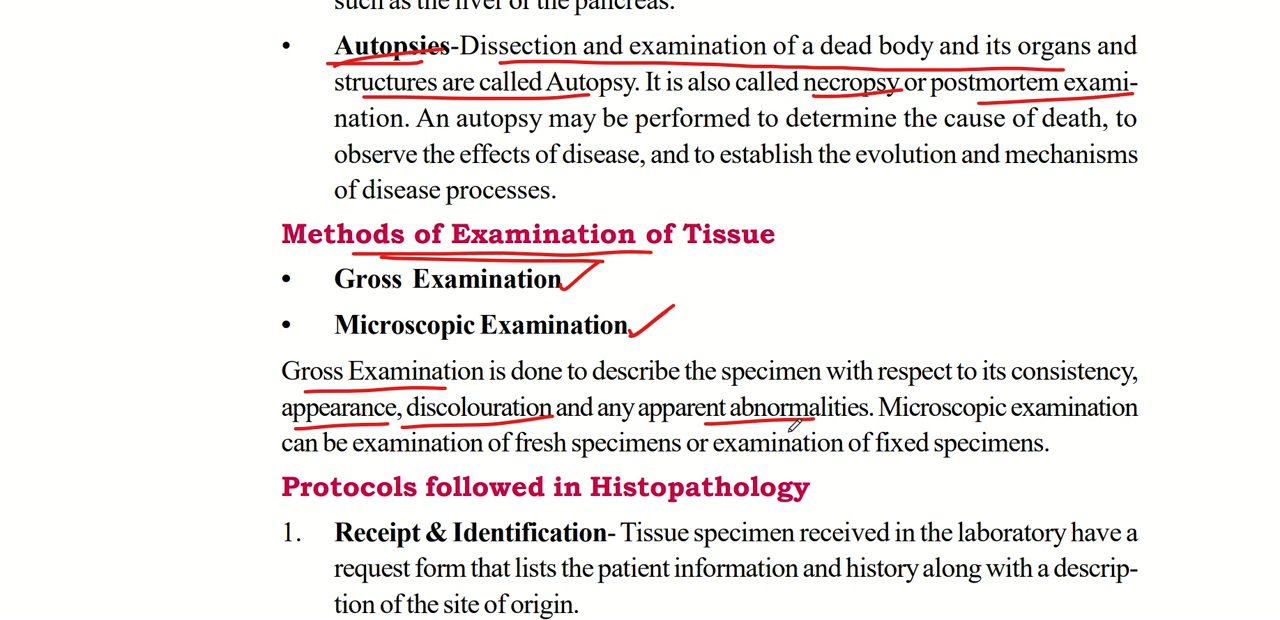 such as the liver or the pancreas.
• Autopsies-Dissection and examination of a dead body and its organs and
structures are called Autopsy. It is also called necropsy or postmortem exami-
nation. An autopsy may be performed to determine the cause of death, to
observe the effects of disease, and to establish the evolution and mechanisms
of disease processes.
Methods of Examination of Tissue
• Gross Examination
• Microscopic Examination
Gross Examination is done to describe the specimen with respect to its consistency,
appearance, discolouration and any apparent abnormalities. Microscopic examination
can be examination of fresh specimens or examination of fixed specimens.
Protocols followed in Histopathology
1. Receipt & Identification- Tissue specimen received in the laboratory have a
request form that lists the patient information and history along with a descrip-
tion of the site of origin.